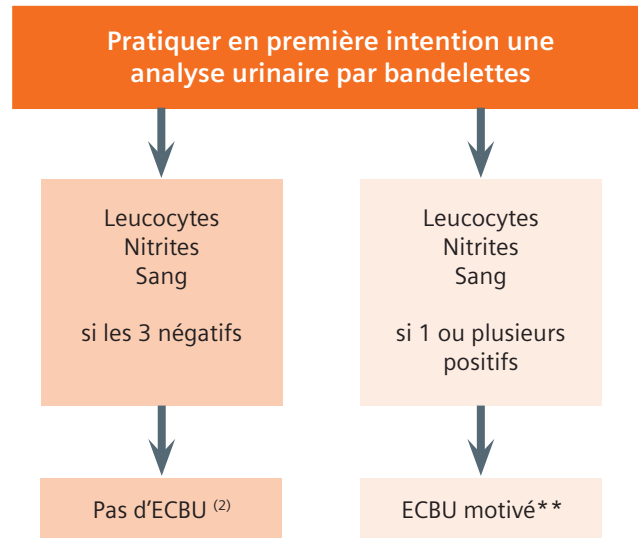 Pratiquer en première intention une
analyse urinaire par bandelettes
Leucocytes
Nitrites
Sang
si les 3 négatifs
Leucocytes
Nitrites
Sang
si 1 ou plusieurs
positifs
Pas d'ECBU (2)
ECBU motivé**